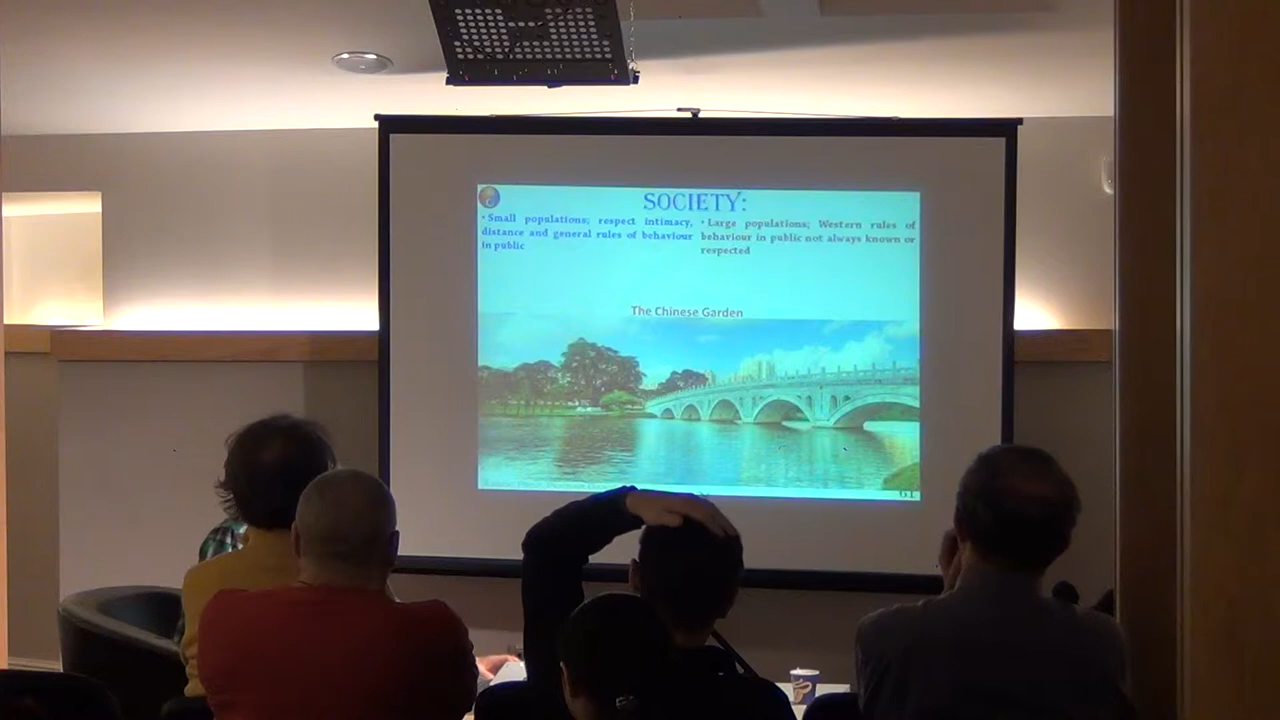 SOCIETY:
• Small populations; respect intimacy,
distance and general rules of behaviour
in public
• Large populations; Western rules of
behaviour in public not always known or
respected
The Chinese Garden
61